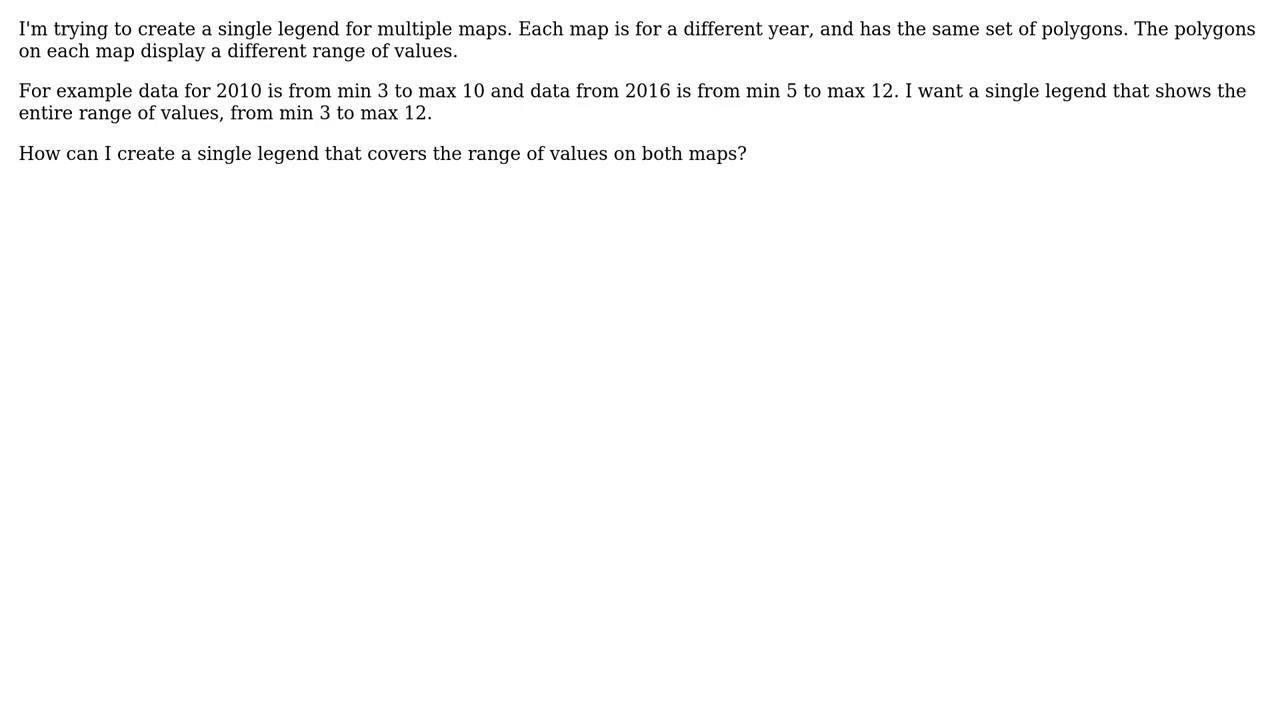 I'm trying to create a single legend for multiple maps. Each map is for a different year, and has the same set of polygons. The polygons
on each map display a different range of values.
For example data for 2010 is from min 3 to max 10 and data from 2016 is from min 5 to max 12. I want a single legend that shows the
entire range of values, from min 3 to max 12.
How can I create a single legend that covers the range of values on both maps?